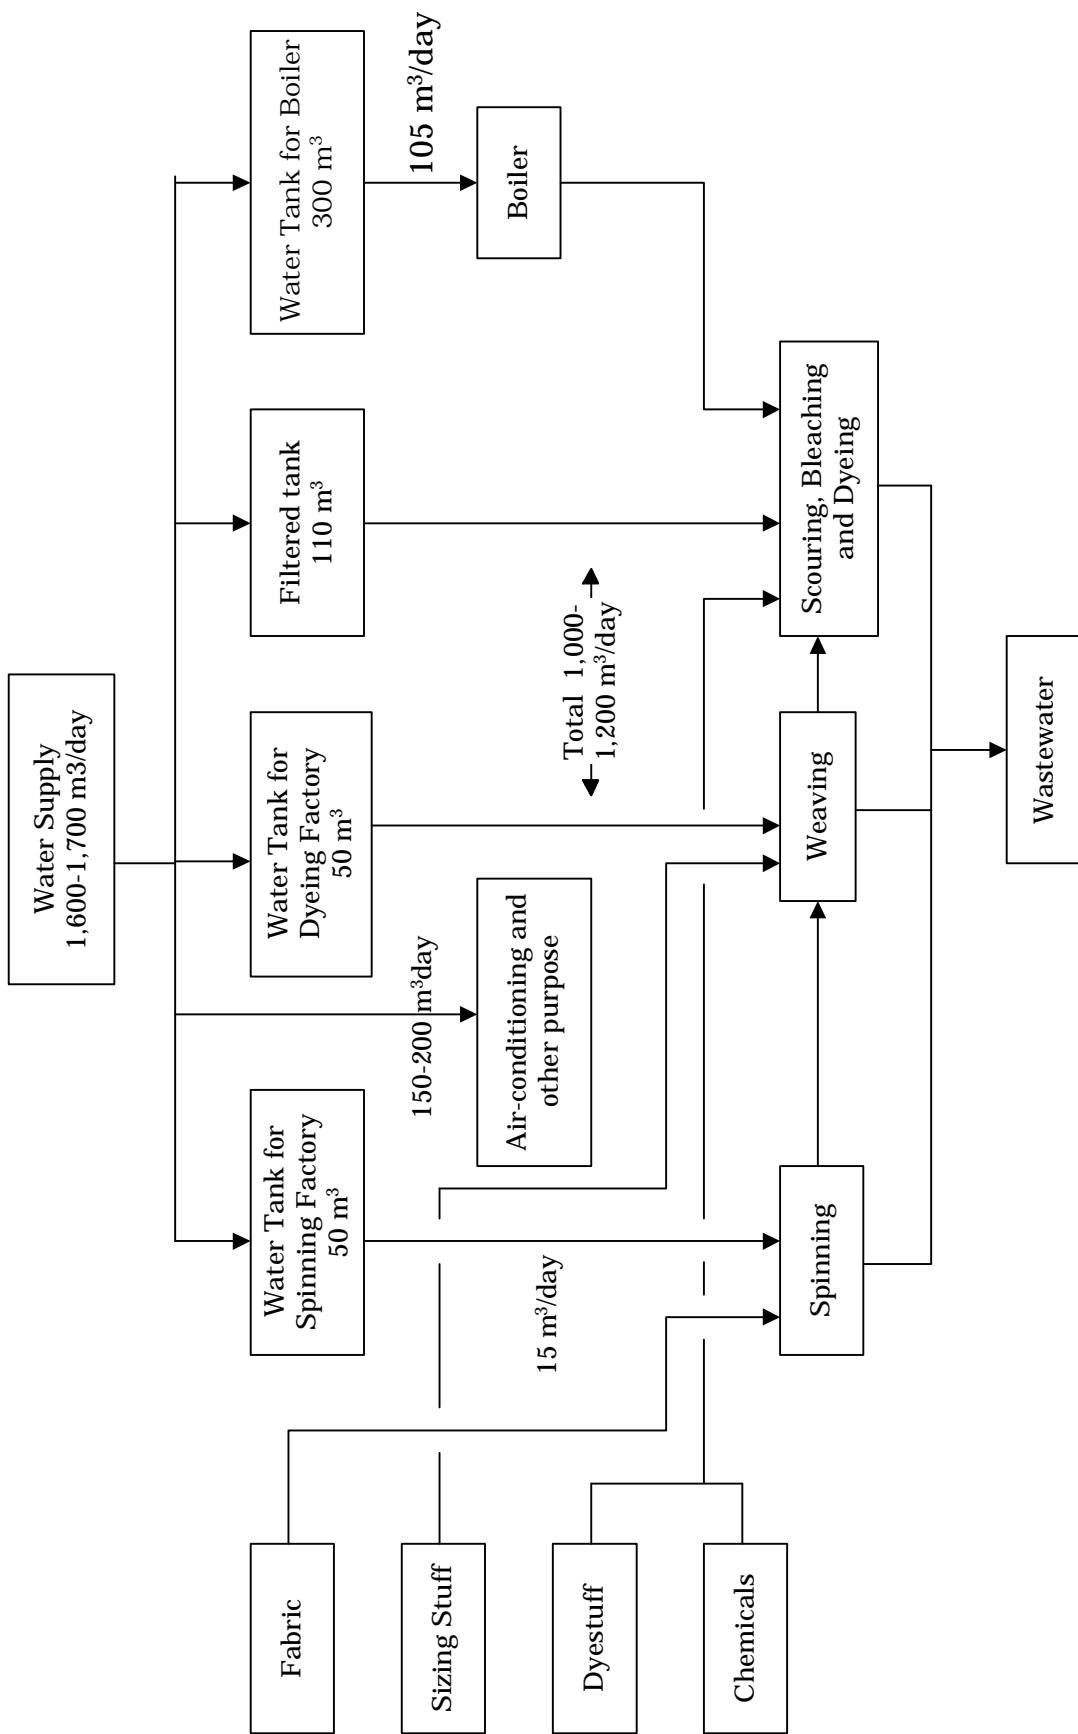 Water Supply
1,600-1,700 m3/day
Water Tank for
Spinning Factory
50 m³
Water Tank for
Dyeing Factory
50 m³
Filtered tank
110 m³
Water Tank for Boiler
300 m³
150-200 m³day
105 m³/day
Air-conditioning and
other purpose
Boiler
15 m³/day
Total 1,000-
1,200 m³/day
Fabric
Sizing Stuff
Dyestuff
Chemicals
Spinning
Weaving
Scouring, Bleaching
and Dyeing
Wastewater